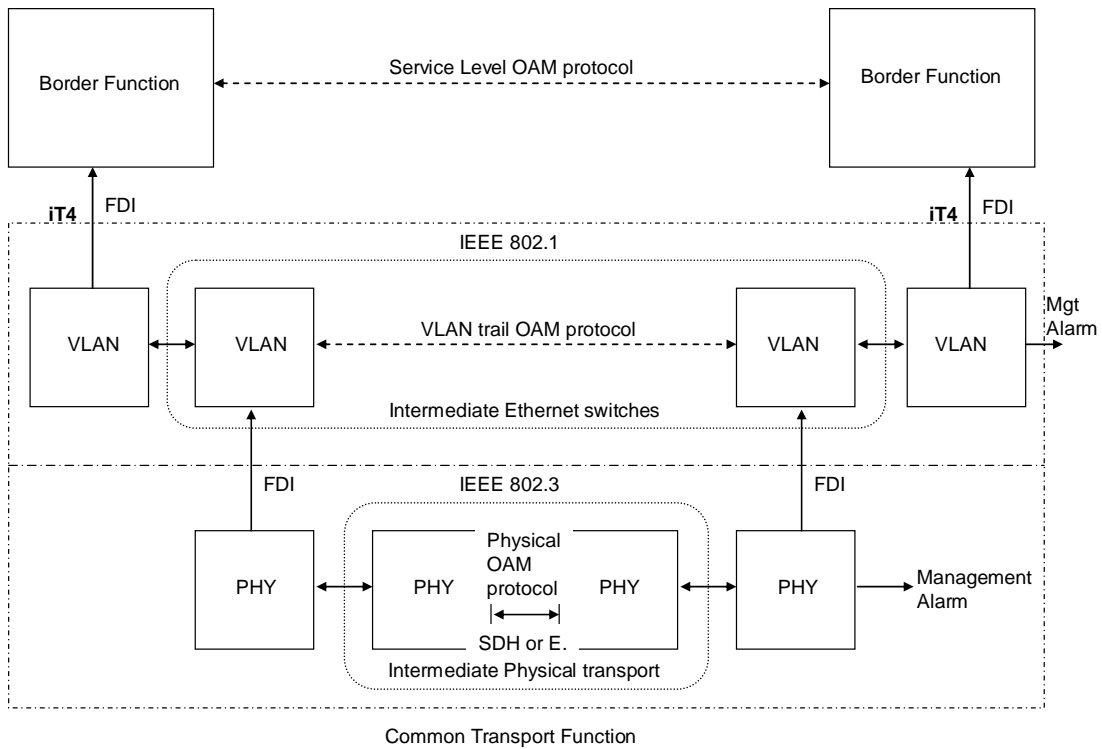 Border Function
Service Level OAM protocol
Border Function
iT4
FDI
iT4
FDI
IEEE 802.1
VLAN
VLAN
VLAN trail OAM protocol
VLAN
VLAN
Mgt
Alarm
Intermediate Ethernet switches
FDI
IEEE 802.3
FDI
PHY
PHY
Physical
OAM
protocol
PHY
PHY
Management
Alarm
SDH or E.
Intermediate Physical transport
Common Transport Function